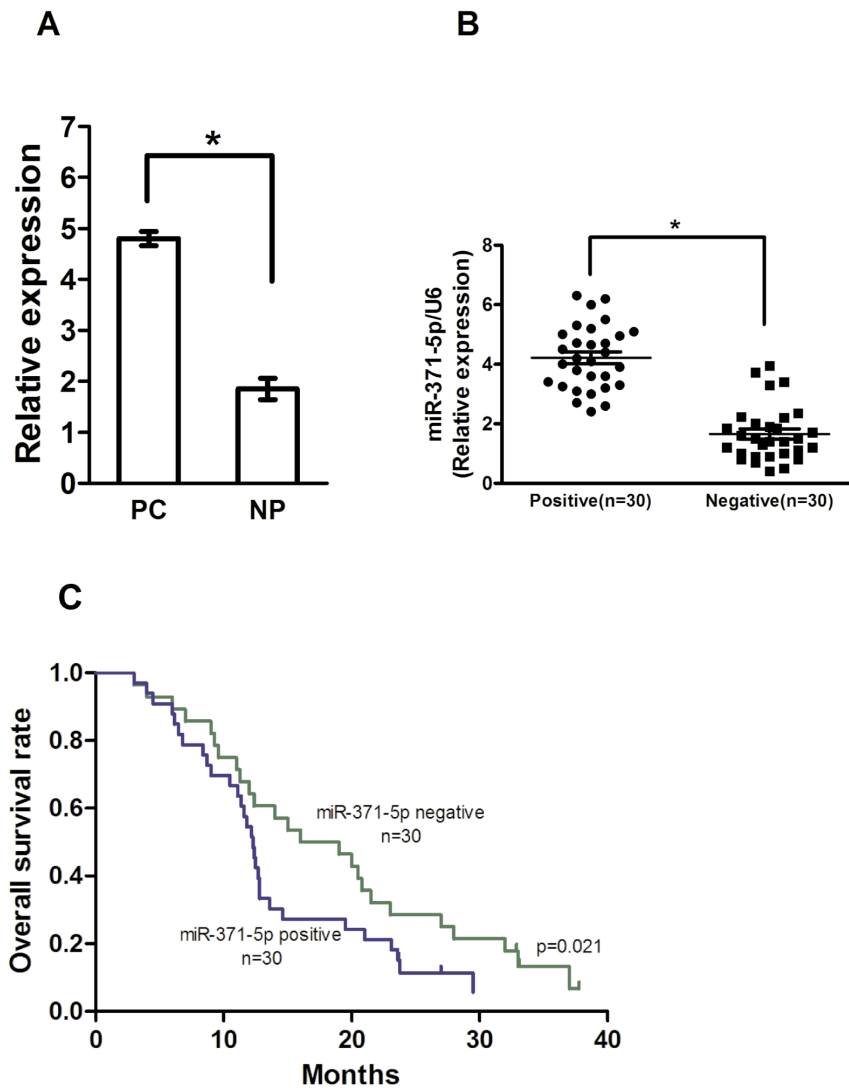 A
B
*
7
6
5
4
3
2
1
0
Relative expression
PC
NP
*
8
6
4
2
0
miR-371-5p/U6
(Relative expression)
Positive(n=30)
Negative(n=30)
C
1.0
0.8
0.6
0.4
0.2
0.0
Overall survival rate
miR-371-5p negative
n=30
miR-371-5p positive
n=30
p=0.021
0
10
20
30
40
Months